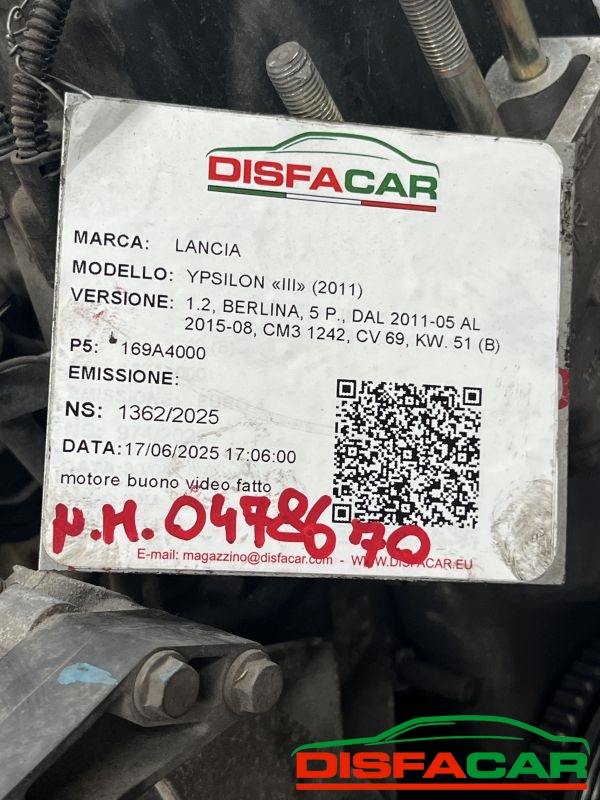 DISFACAR
MARCA: LANCIA
MODELLO: YPSILON «III» (2011)
VERSIONE: 1.2, BERLINA, 5 P., DAL 2011-05 AL
2015-08, CM3 1242, CV 69, KW. 51 (B)
P5: 169A4000
EMISSIONE:
NS: 1362/2025
DATA:17/06/2025 17:06:00
motore buono video fatto
N.M. 0478670
E-mail: magazzino@disfacar.com - WWW.DISFACAR.EU
DISFACAR